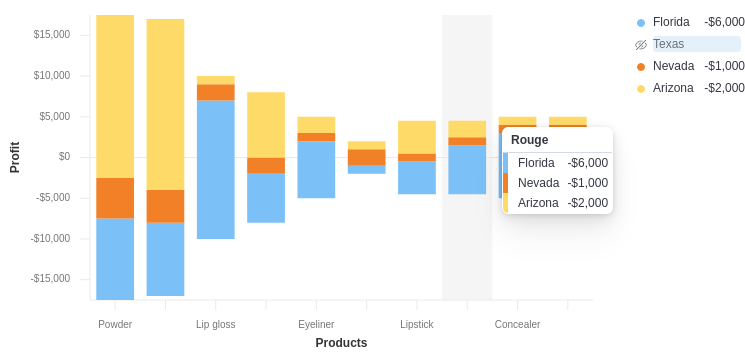 Florida -$6,000
Texas
Nevada -$1,000
Arizona -$2,000
Profit
$15,000
$10,000
$5,000
$0
-$5,000
-$10,000
-$15,000
Rouge
Florida -$6,000
Nevada -$1,000
Arizona -$2,000
Powder
Lip gloss
Eyeliner
Lipstick
Concealer
Products